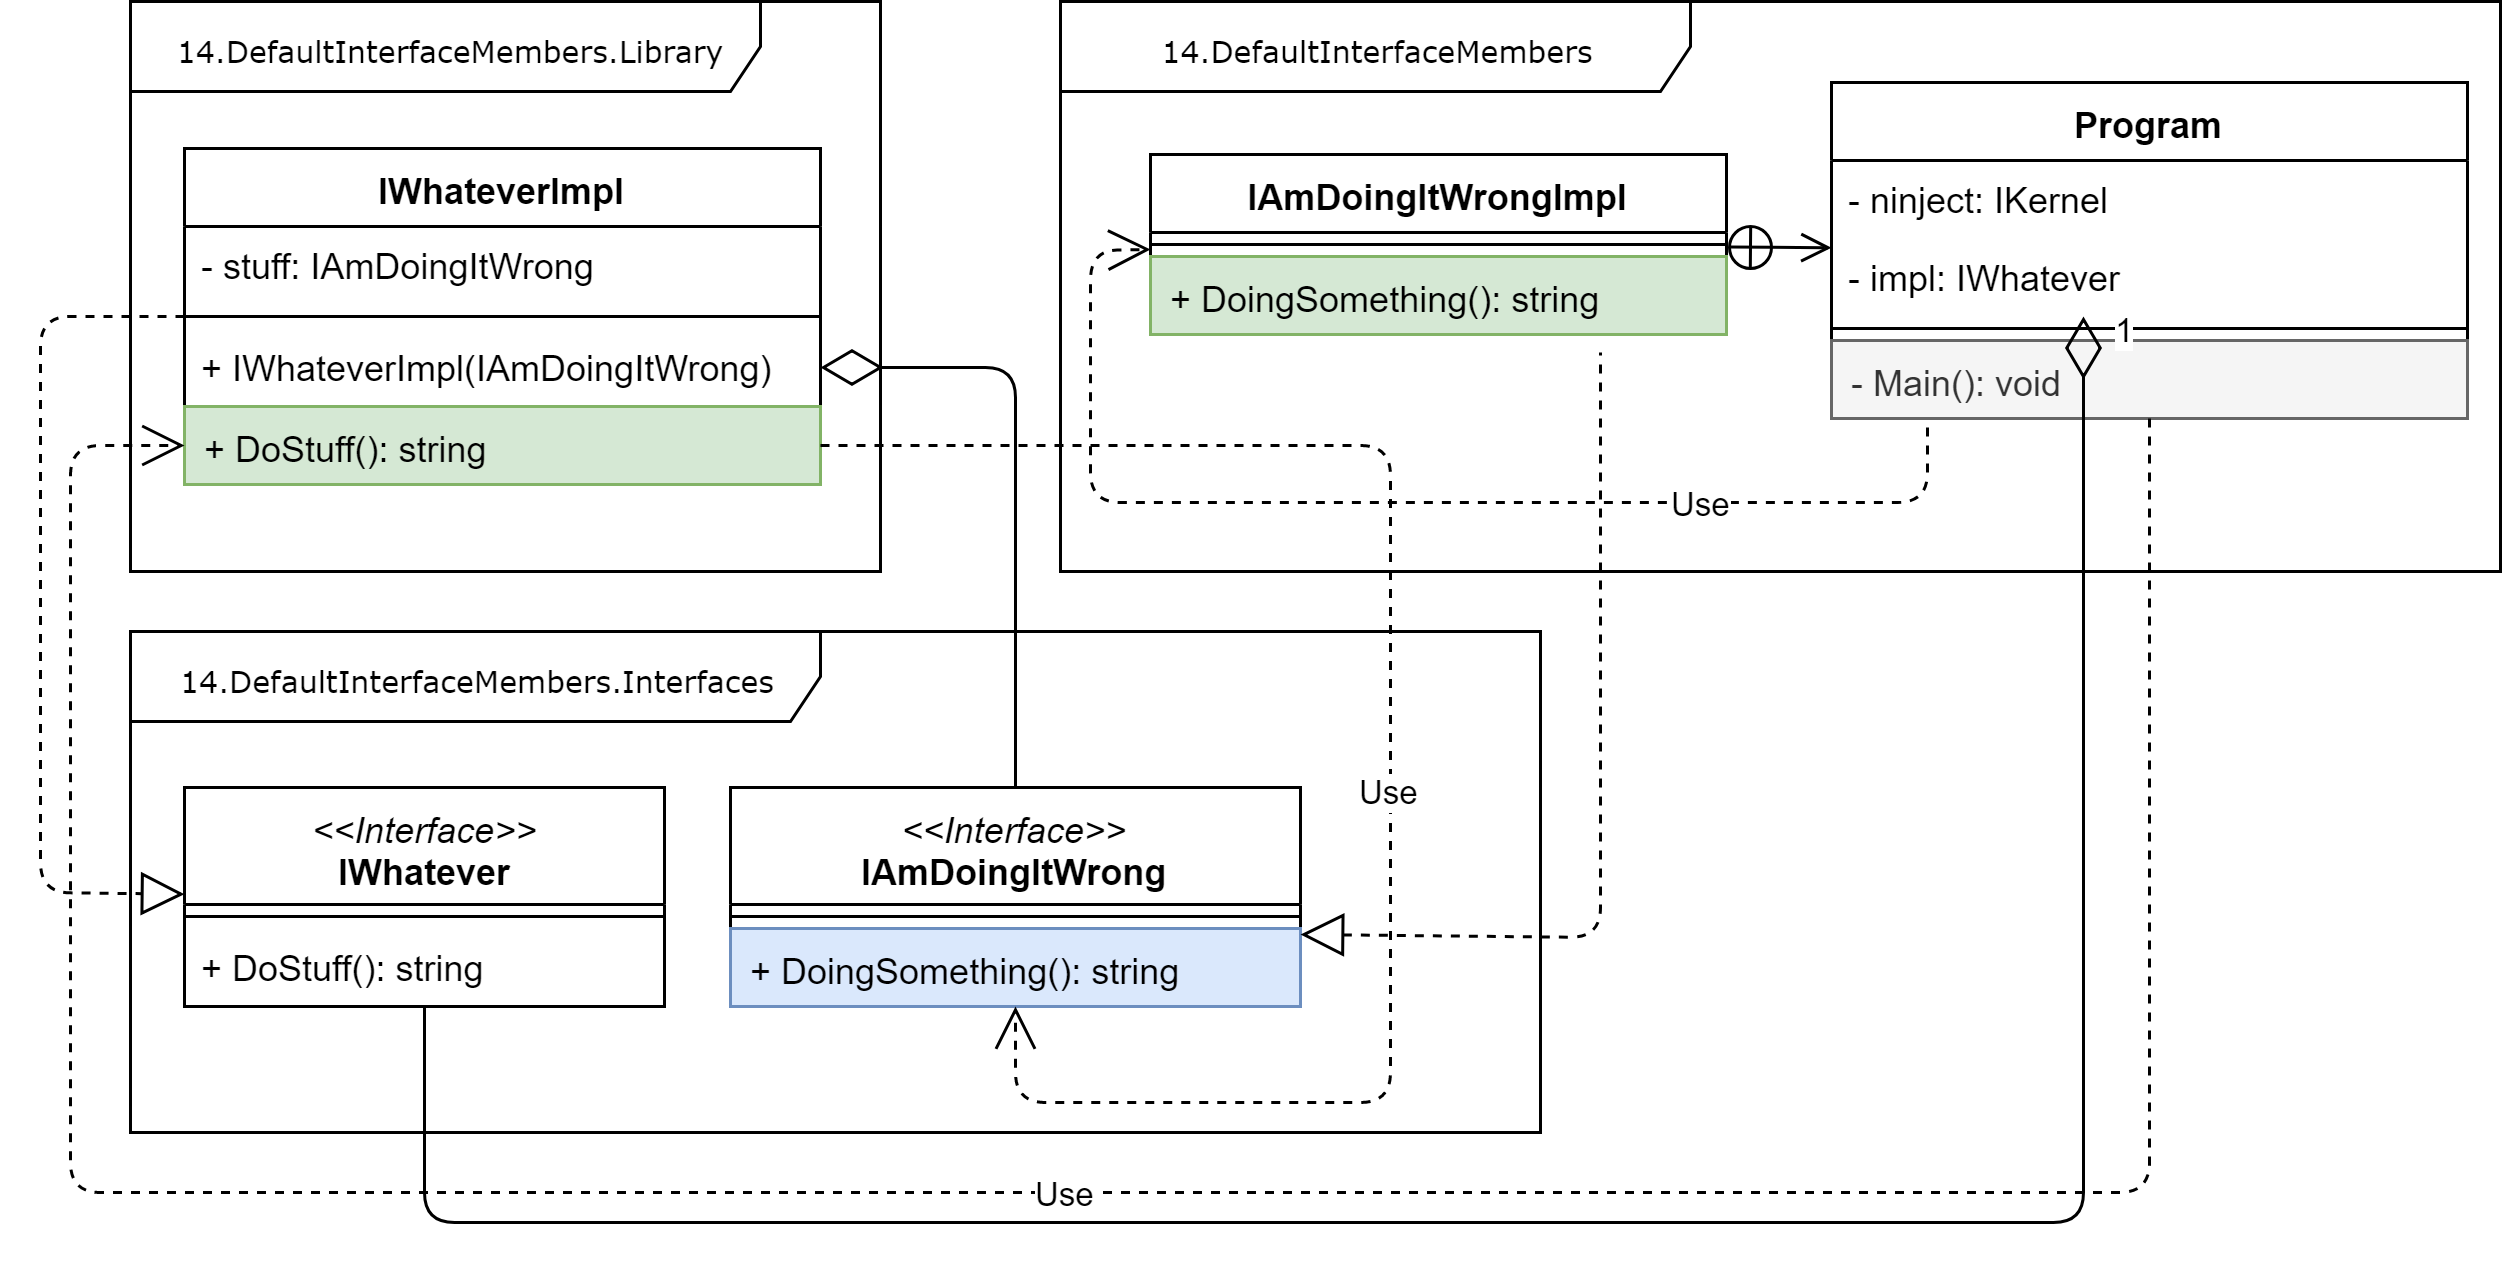 14.DefaultInterfaceMembers.Library
IWhateverImpl
- stuff: IAmDoingItWrong
+ IWhateverImpl(IAmDoingItWrong)
+ DoStuff(): string
14.DefaultInterfaceMembers
IAmDoingItWrongImpl
+ DoingSomething(): string
Program
- ninject: IKernel
- impl: IWhatever
1
- Main(): void
Use
14.DefaultInterfaceMembers.Interfaces
<<Interface>>
IWhatever
+ DoStuff(): string
<<Interface>>
IAmDoingItWrong
+ DoingSomething(): string
Use
Use